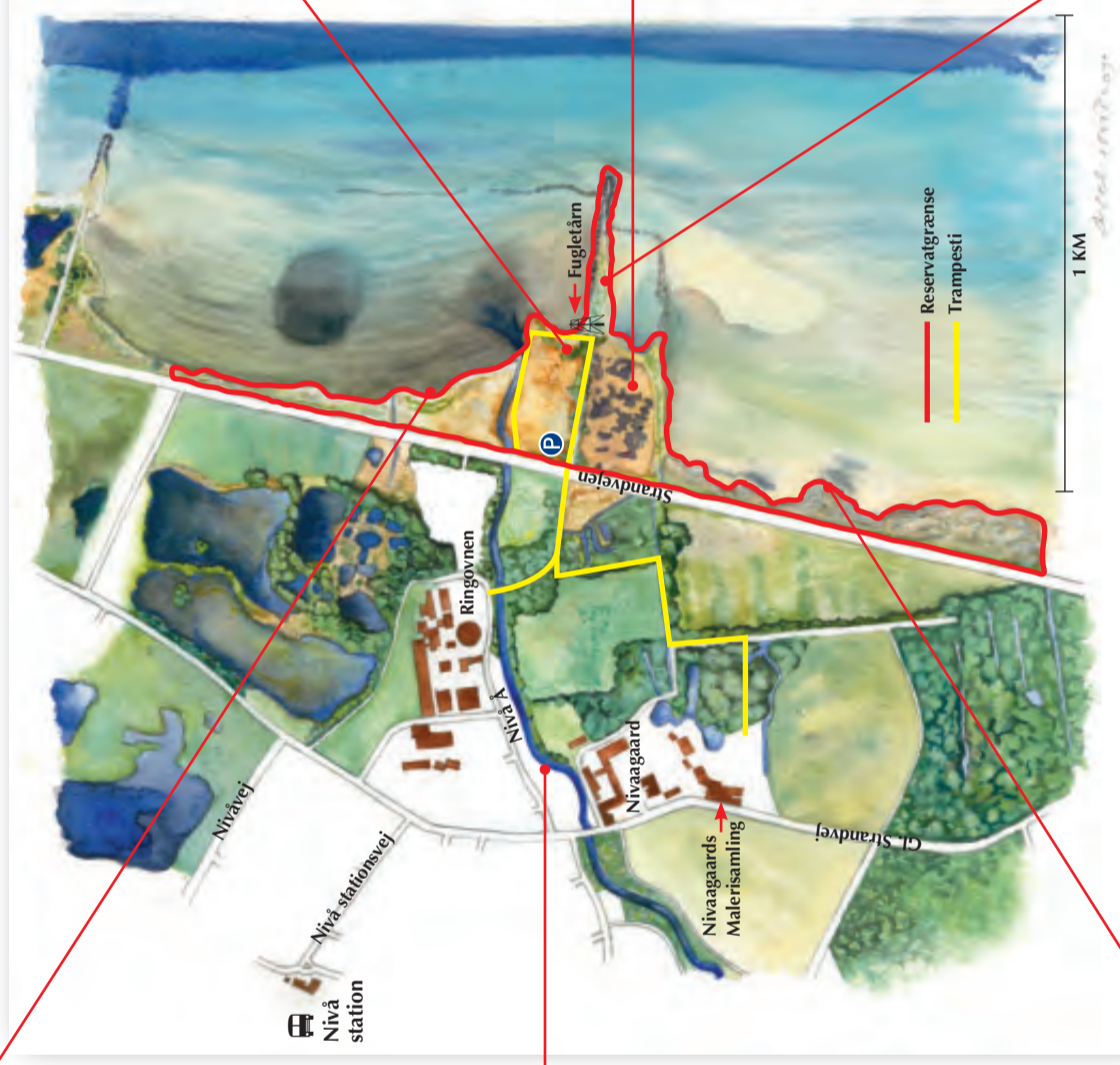 Fugletårn
Reservatgrænse
Trampesti
1 KM
P
Strandvejen
Ringovnen
Nivå Å
Nivaagaard
Nivaagaards
Malerisamling
Gl. Strandvej
Nivåvej
Nivå stationsvej
Nivå
station